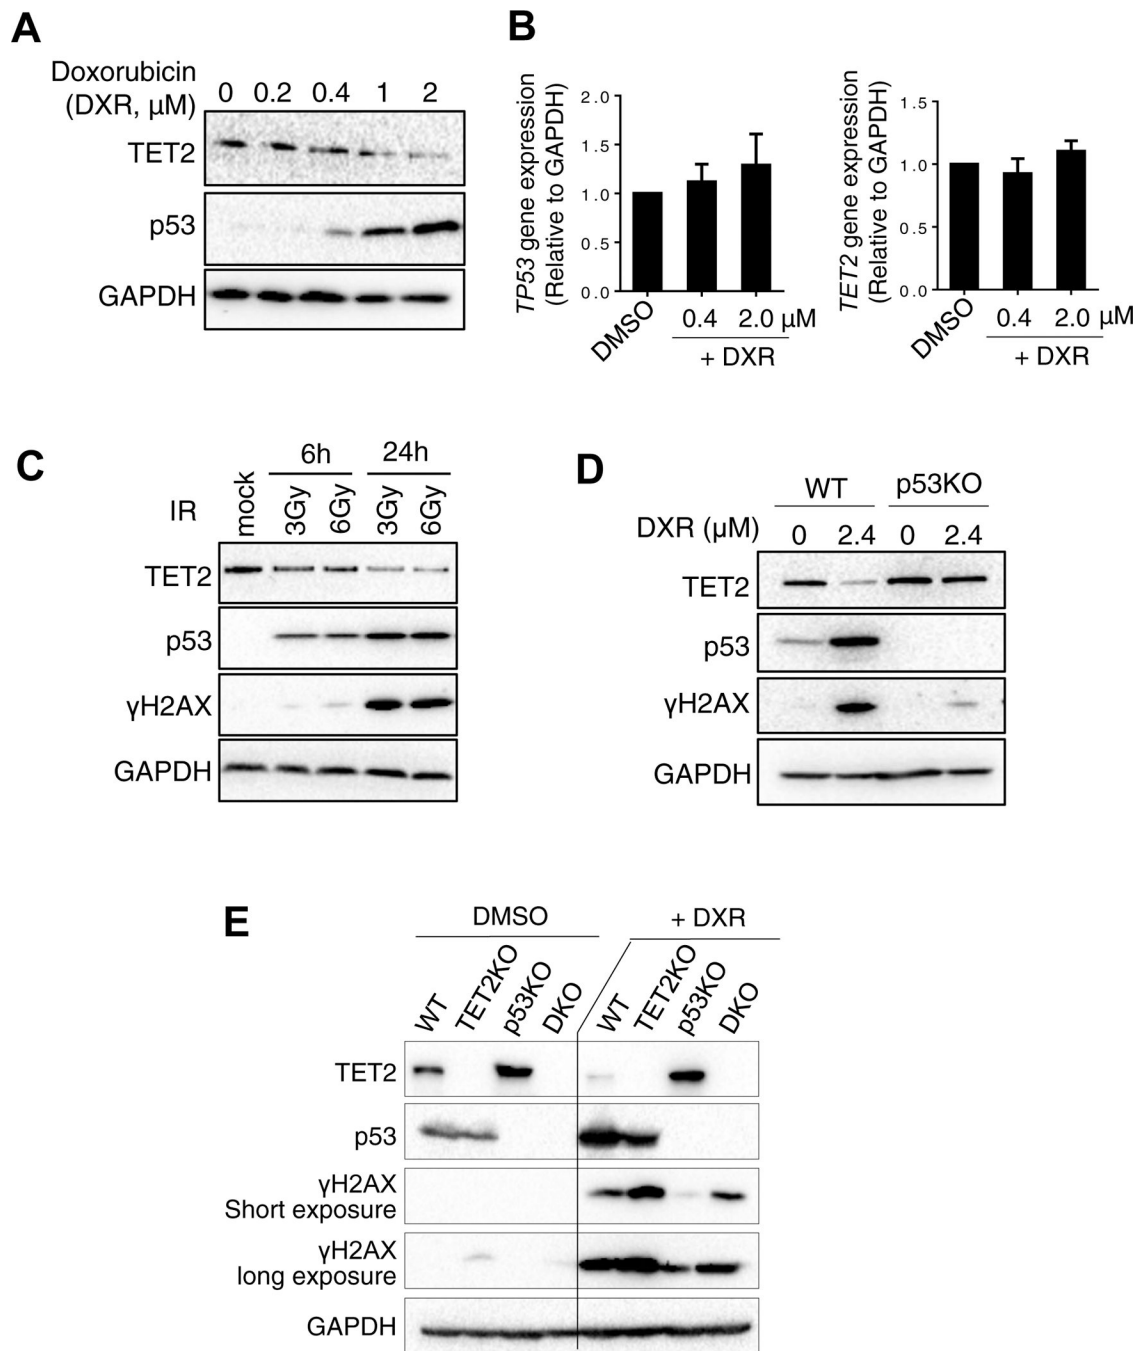 A
Doxorubicin
(DXR, μM)
0 0.2 0.4 1 2
TET2
p53
GAPDH
B
TP53 gene expression
(Relative to GAPDH)
2.0
1.5
1.0
0.5
0.0
DMSO
0.4 2.0 μM
+ DXR
TET2 gene expression
(Relative to GAPDH)
1.5
1.0
0.5
0.0
DMSO
0.4 2.0 μM
+ DXR
C
6h 24h
IR mock 3Gy 6Gy 3Gy 6Gy
TET2
p53
γH2AX
GAPDH
D
WT p53KO
DXR (μM) 0 2.4 0 2.4
TET2
p53
γH2AX
GAPDH
E
DMSO + DXR
WT TET2KO p53KO DKO WT TET2KO p53KO DKO
TET2
p53
γH2AX
Short exposure
γH2AX
long exposure
GAPDH